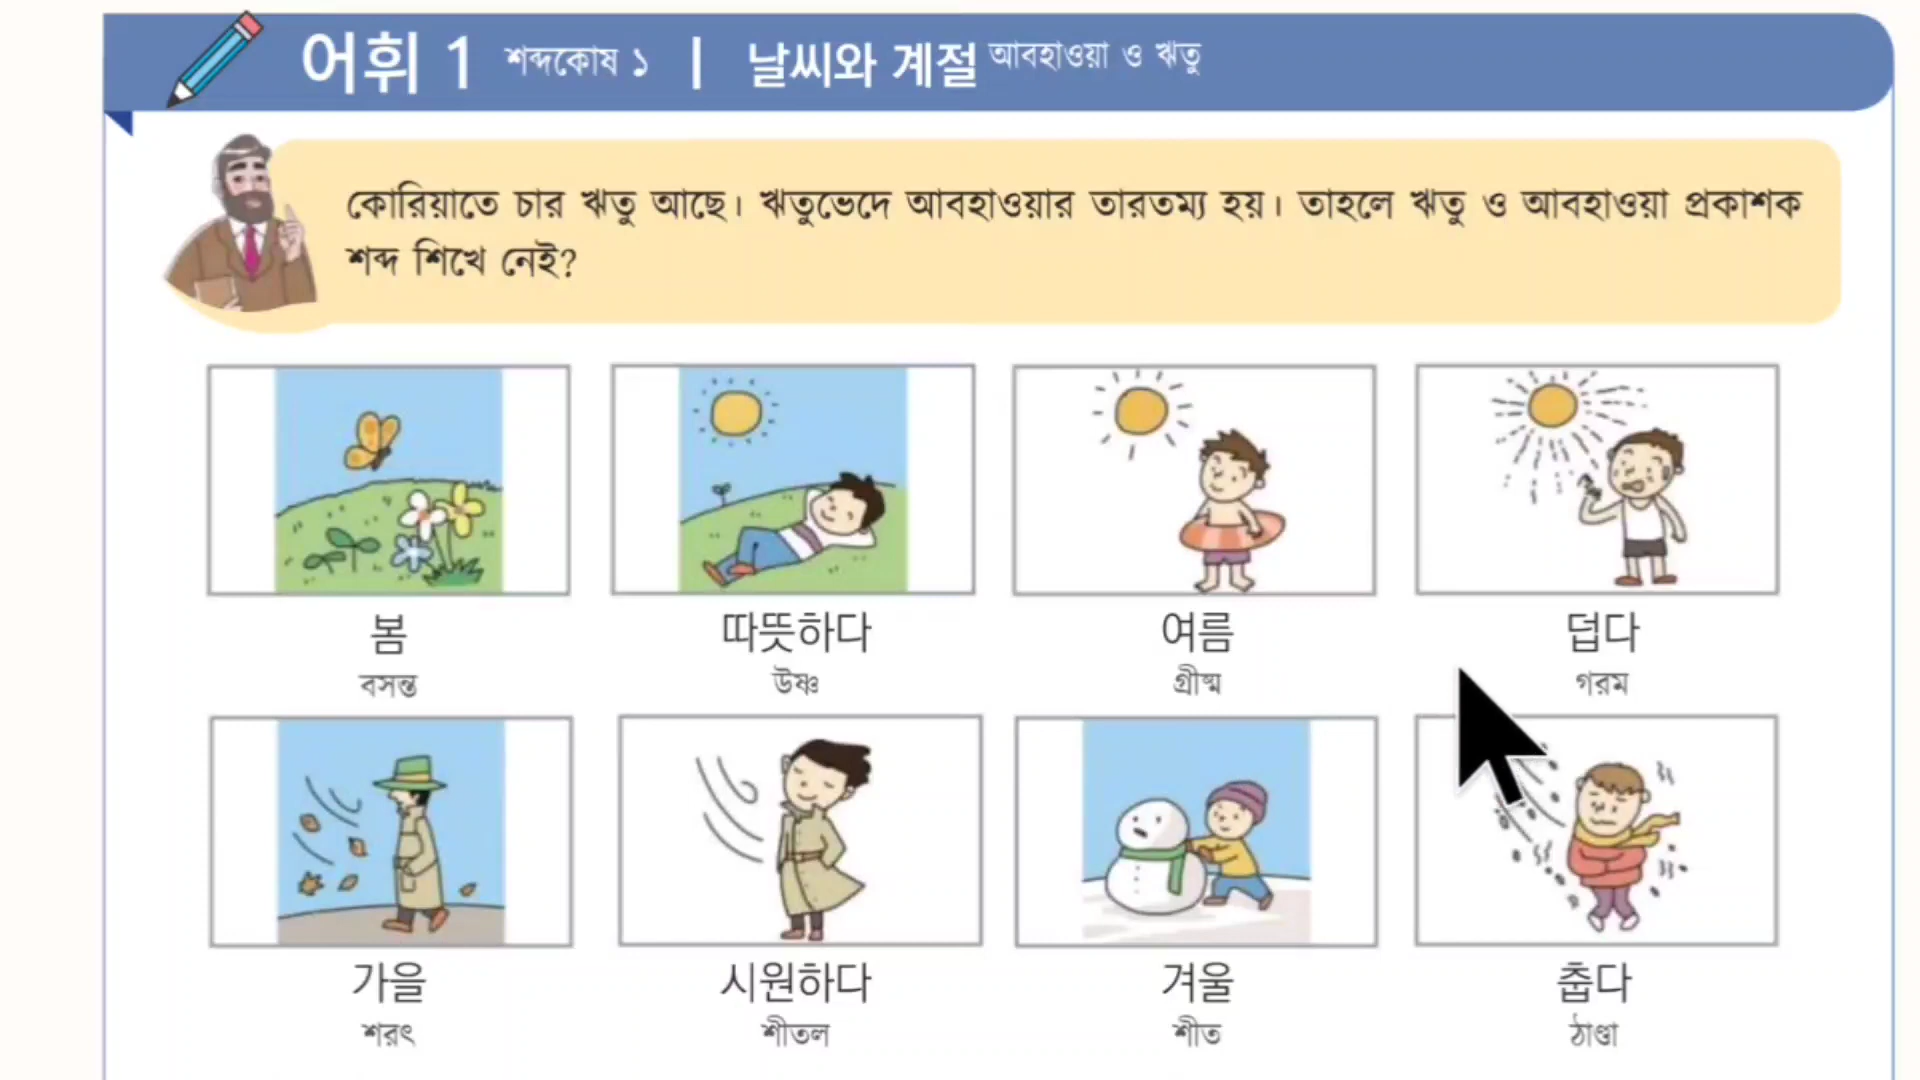 어휘 1 শব্দকোষ ১ | 날씨와 계절 আবহাওয়া ও ঋতু
কোরিয়াতে চার ঋতু আছে। ঋতুভেদে আবহাওয়ার তারতম্য হয়। তাহলে ঋতু ও আবহাওয়া প্রকাশক
শব্দ শিখে নেই?
봄 따뜻하다 여름 덥다
বসন্ত উষ্ণ গ্রীষ্ম গরম
가을 시원하다 겨울 춥다
শরৎ শীতল শীত ঠাণ্ডা